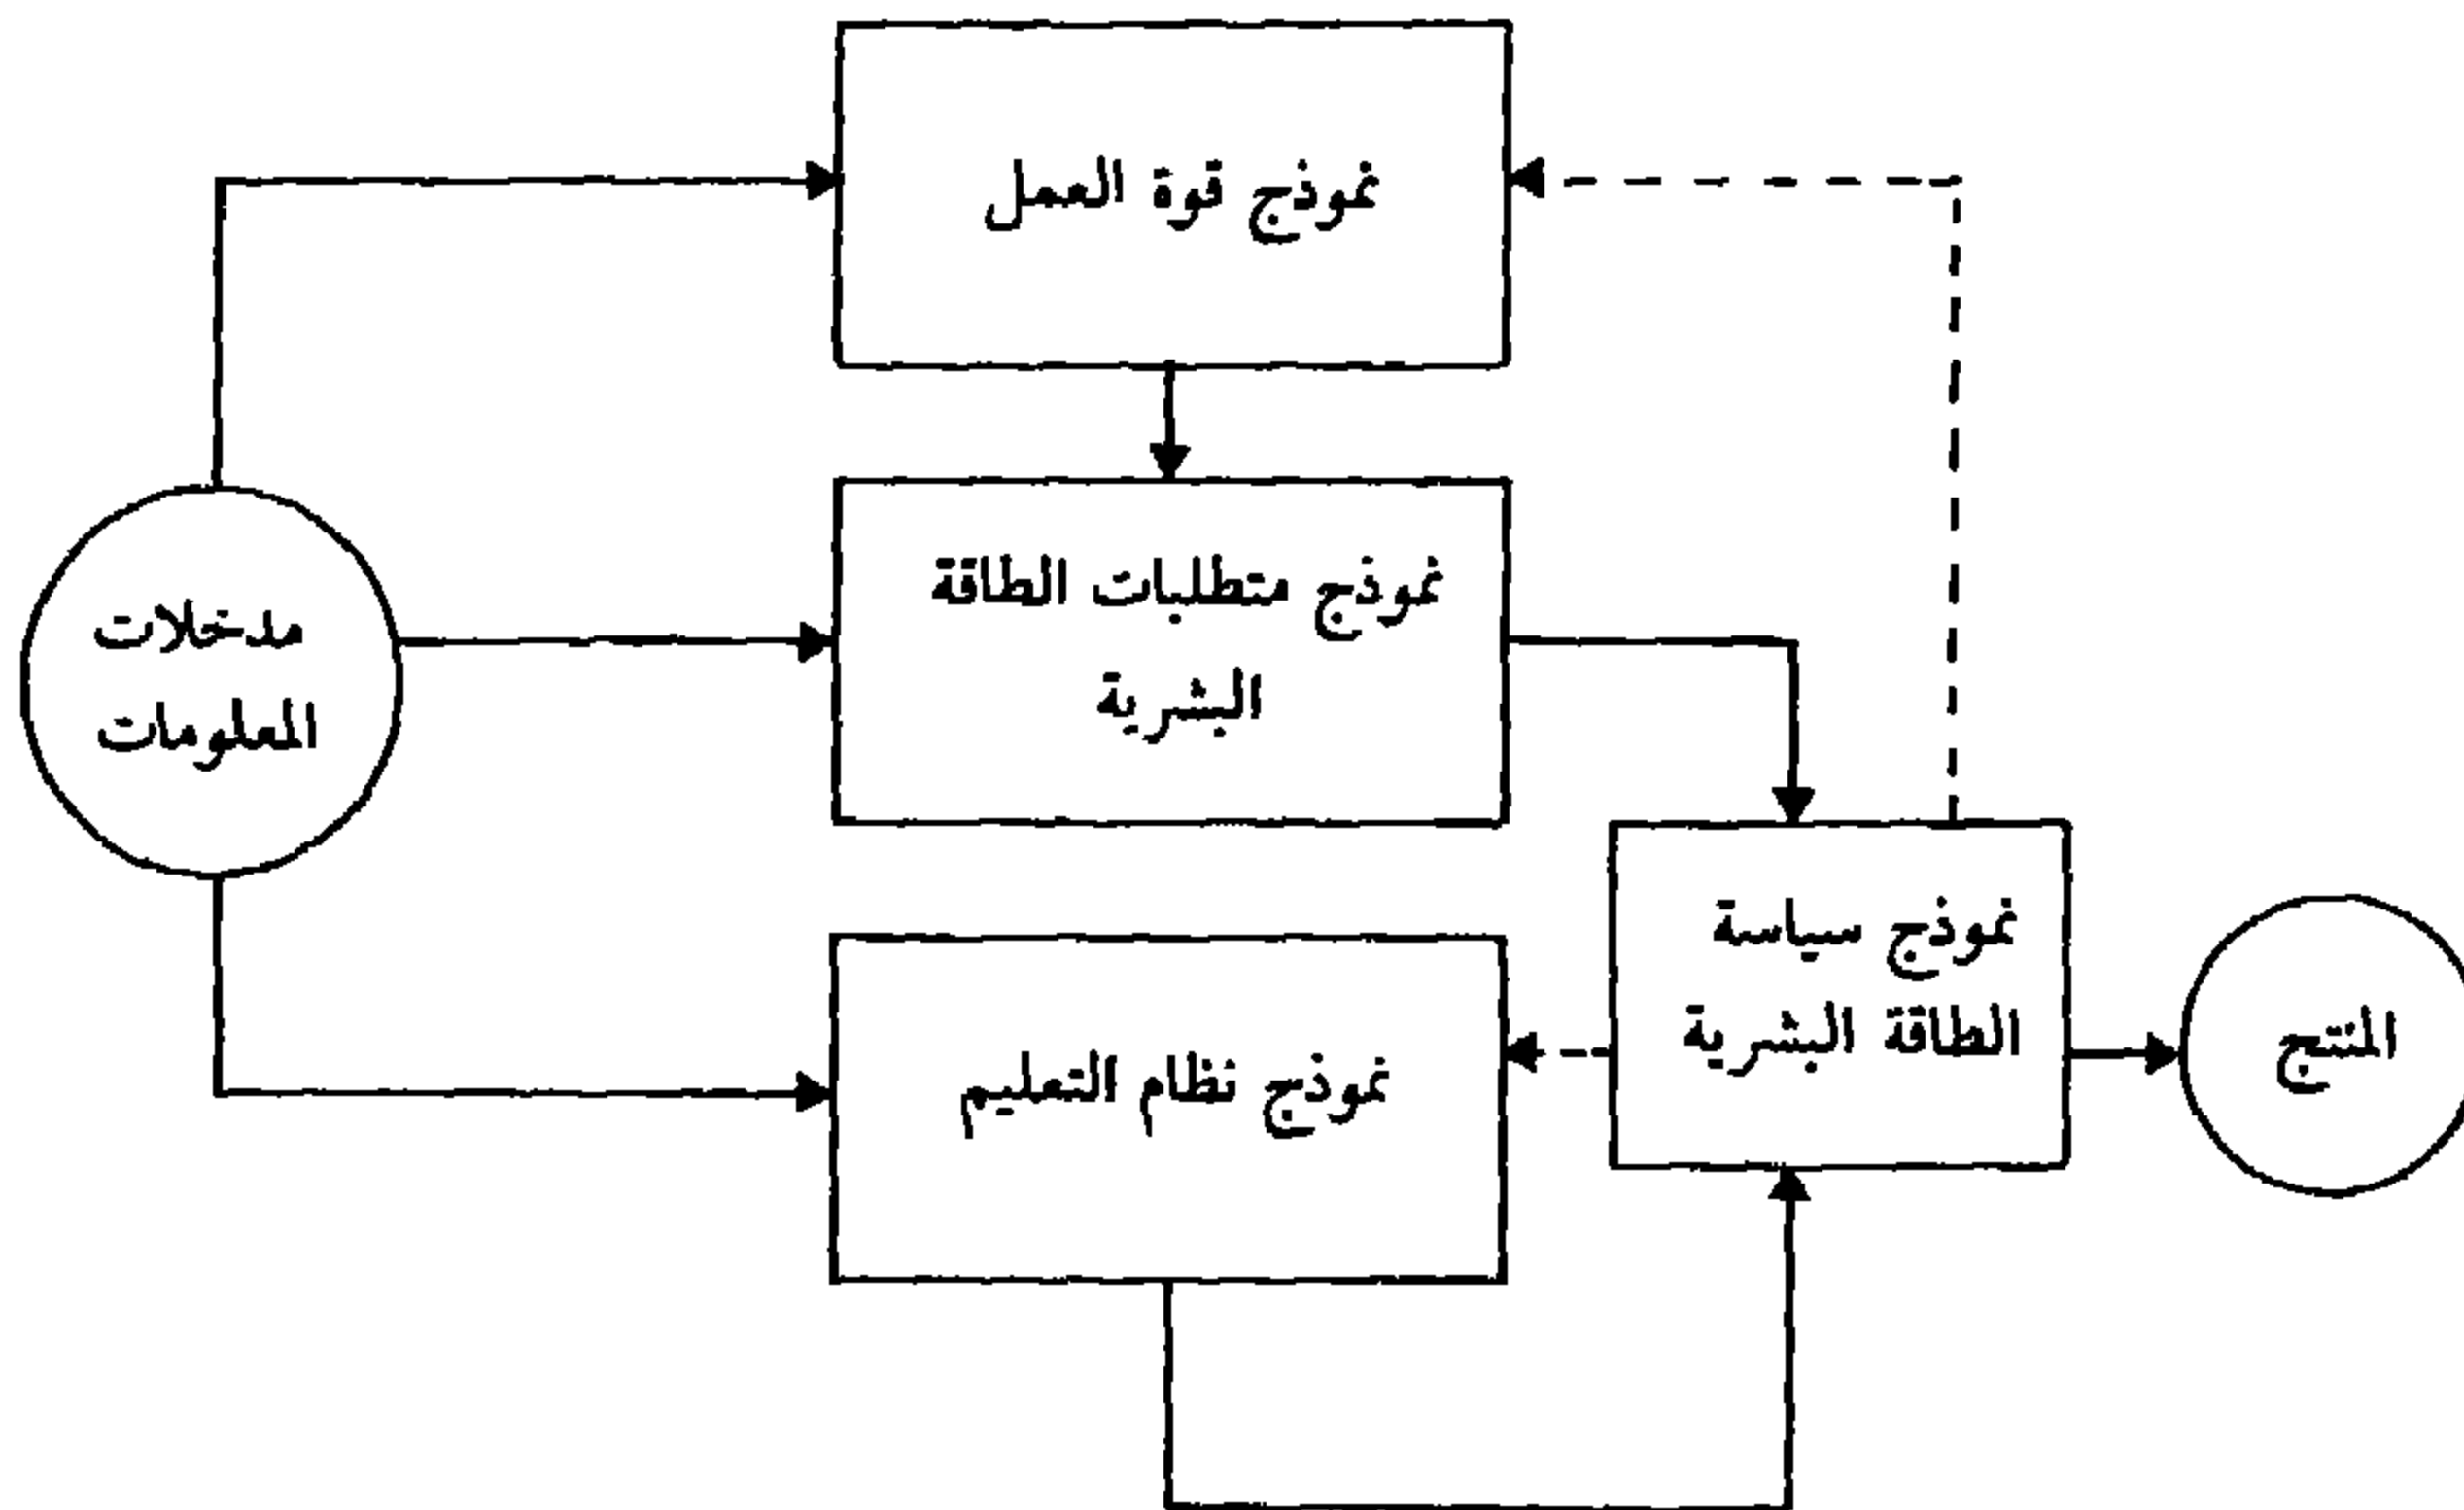 نموذج قوة العمل
نموذج متطلبات الطاقة
البشرية
مدخلات
المعلومات
نموذج سياسة
الطاقة البشرية
نموذج نظام التعليم
المنتج